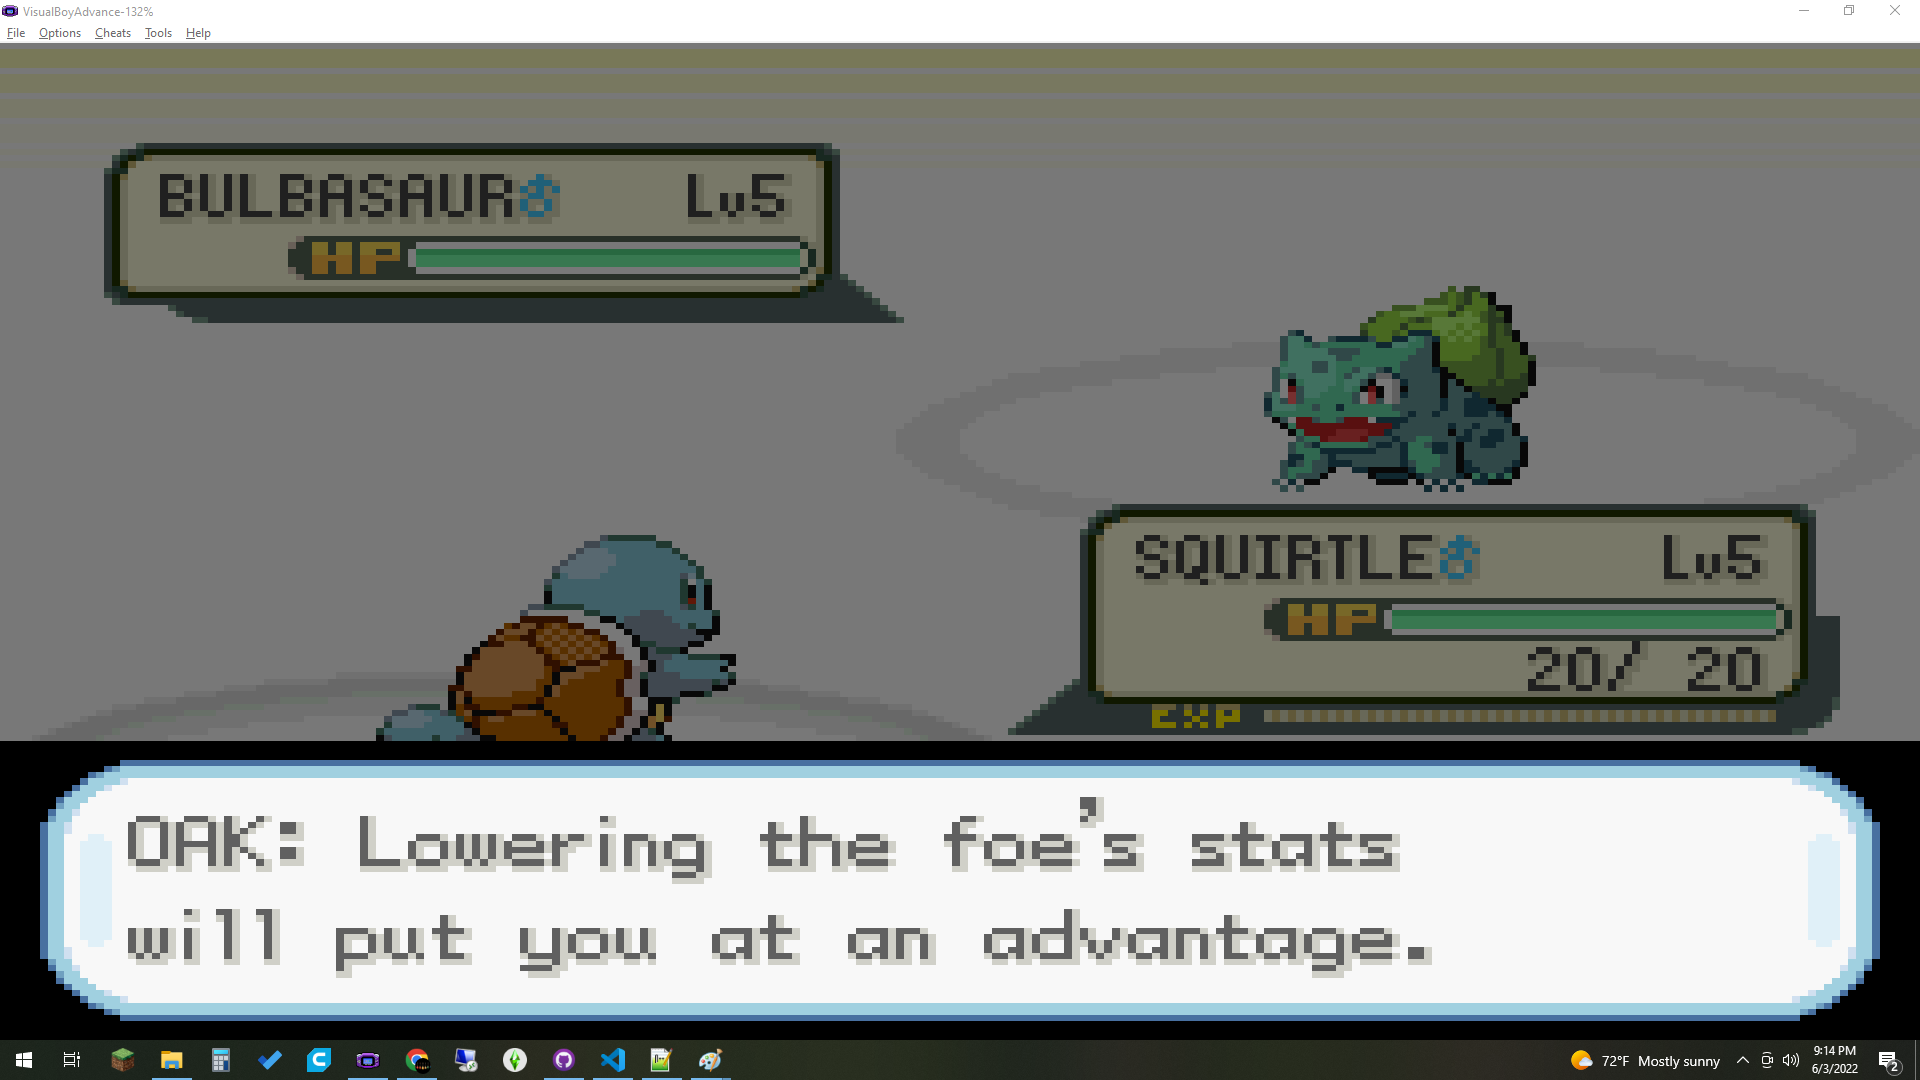 VisualBoyAdvance-132%
File Options Cheats Tools Help
BULBASAUR♂ Lv5
HP
SQUIRTLE♂ Lv5
HP
20/ 20
EXP
OAK: Lowering the foe's stats
will put you at an advantage.
72°F Mostly sunny
9:14 PM
6/3/2022
2